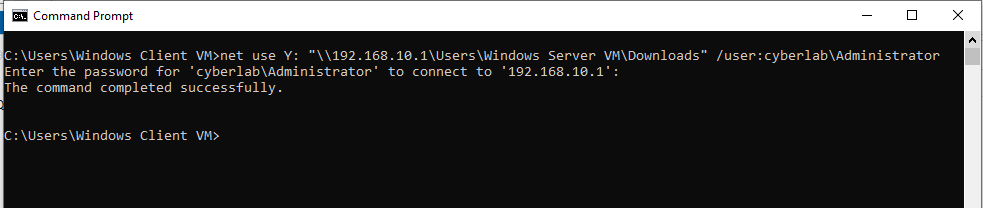 Command Prompt
C:\Users\Windows Client VM>net use Y: "\\192.168.10.1\Users\Windows Server VM\Downloads" /user:cyberlab\Administrator
Enter the password for 'cyberlab\Administrator' to connect to '192.168.10.1':
The command completed successfully.
C:\Users\Windows Client VM>